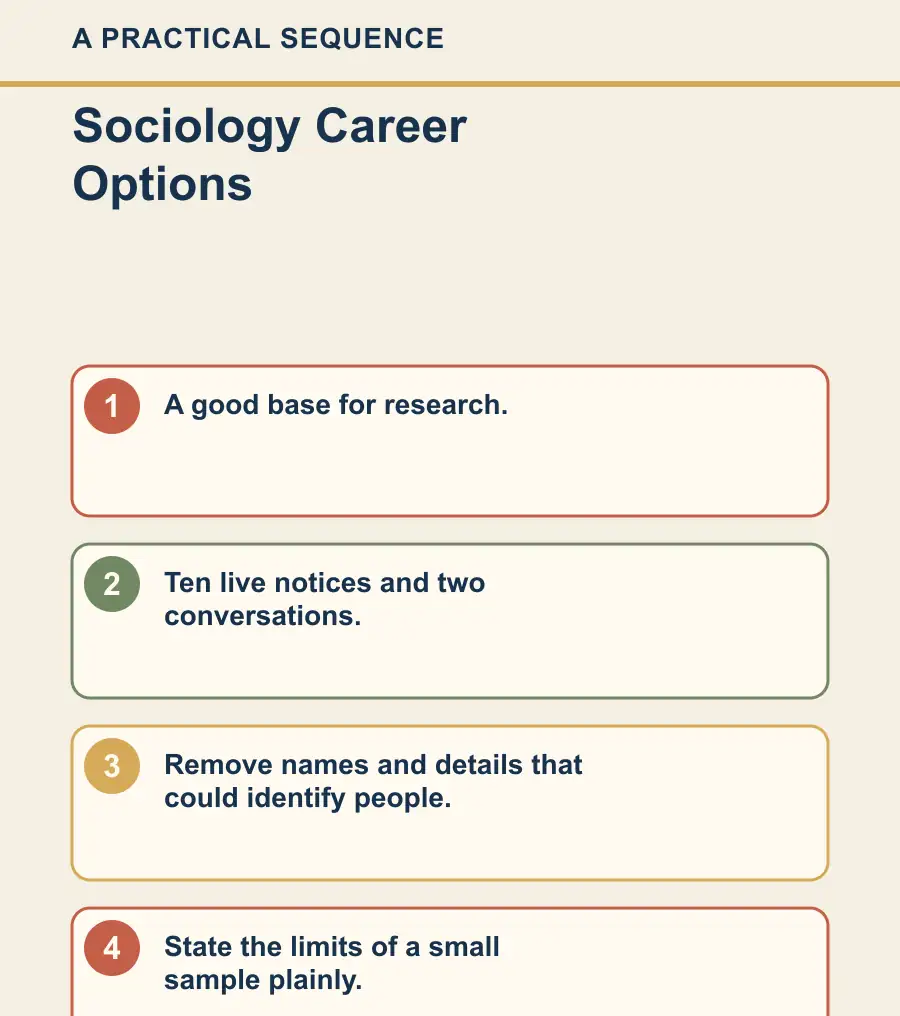 A PRACTICAL SEQUENCE
Sociology Career
Options
1
A good base for research.
2
Ten live notices and two
conversations.
3
Remove names and details that
could identify people.
4
State the limits of a small
sample plainly.